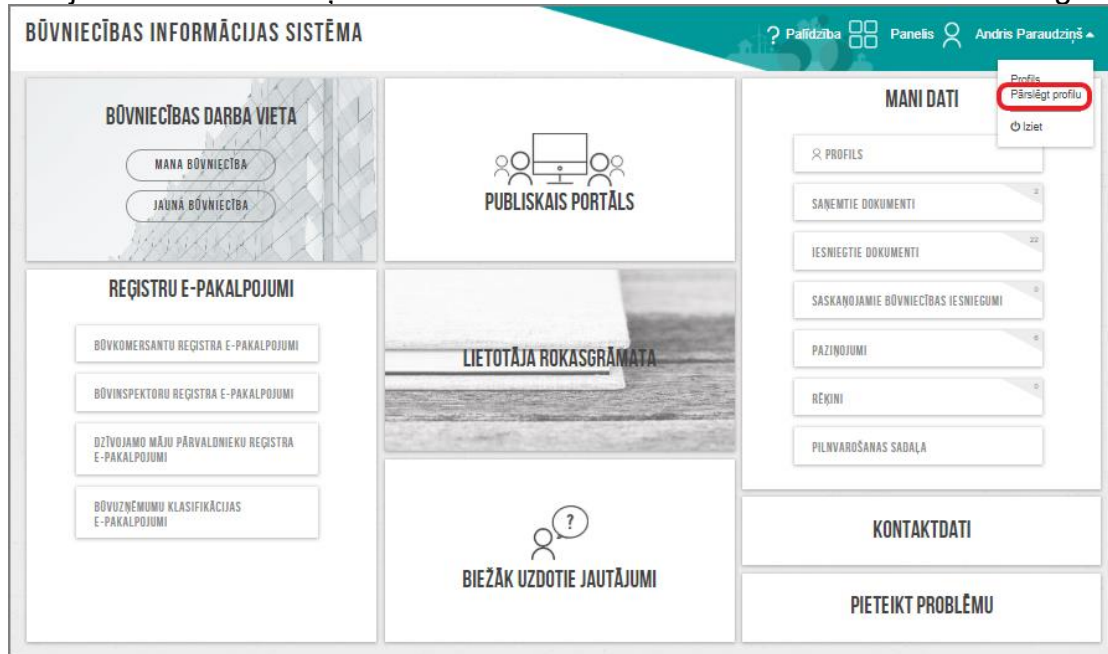 BŪVNIECĪBAS INFORMĀCIJAS SISTĒMA
? Palīdzība Panelis Andris Paraudziņš
Profils
Pārslēgt profilu
Iziet
BŪVNIECĪBAS DARBA VIETA
MANA BŪVNIECĪBA
JAUNA BŪVNIECĪBA
PUBLISKAIS PORTĀLS
MANI DATI
PROFILS
SAŅEMTIE DOKUMENTI
IESNIEGTIE DOKUMENTI 22
SASKAŅOJAMIE BŪVNIECĪBAS IESNIEGUMI
PAZIŅOJUMI
RĒĶINI
PILNVAROŠANAS SADAĻA
REĢISTRU E-PAKALPOJUMI
BŪVKOMERSANTU REĢISTRA E-PAKALPOJUMI
BŪVINSPEKTORU REĢISTRA E-PAKALPOJUMI
DZĪVOJAMO MĀJU PĀRVALDNIEKU REĢISTRA
E-PAKALPOJUMI
BŪVUZŅĒMUMU KLASIFIKĀCIJAS
E-PAKALPOJUMI
LIETOTĀJA ROKASGRĀMATA
?
BIEŽĀK UZDOTIE JAUTĀJUMI
KONTAKTDATI
PIETEIKT PROBLĒMU